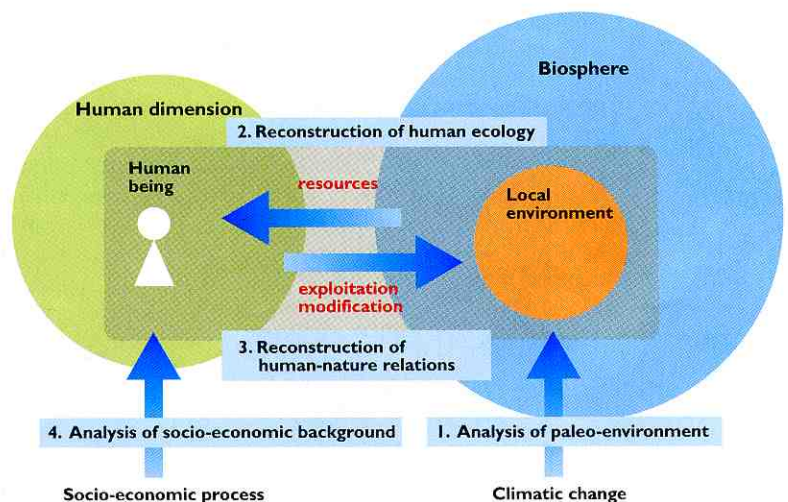 Biosphere
Human dimension
2. Reconstruction of human ecology
Human
being
resources
Local
environment
exploitation
modification
3. Reconstruction of
human-nature relations
4. Analysis of socio-economic background
1. Analysis of paleo-environment
Socio-economic process
Climatic change